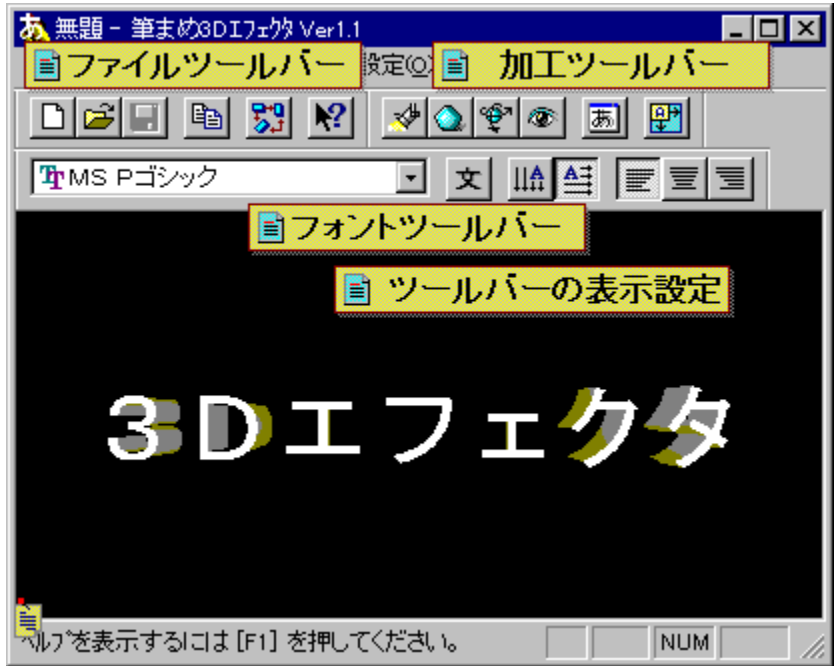 あ 無題 - 筆まめ3Dｴﾌｪｸﾀ Ver1.1
ファイルツールバー 設定(O) 加工ツールバー
あ A
MS Pゴシック 文 A A
フォントツールバー
ツールバーの表示設定
3Dエフェクタ
ﾍﾙﾌﾟを表示するには [F1] を押してください。 NUM